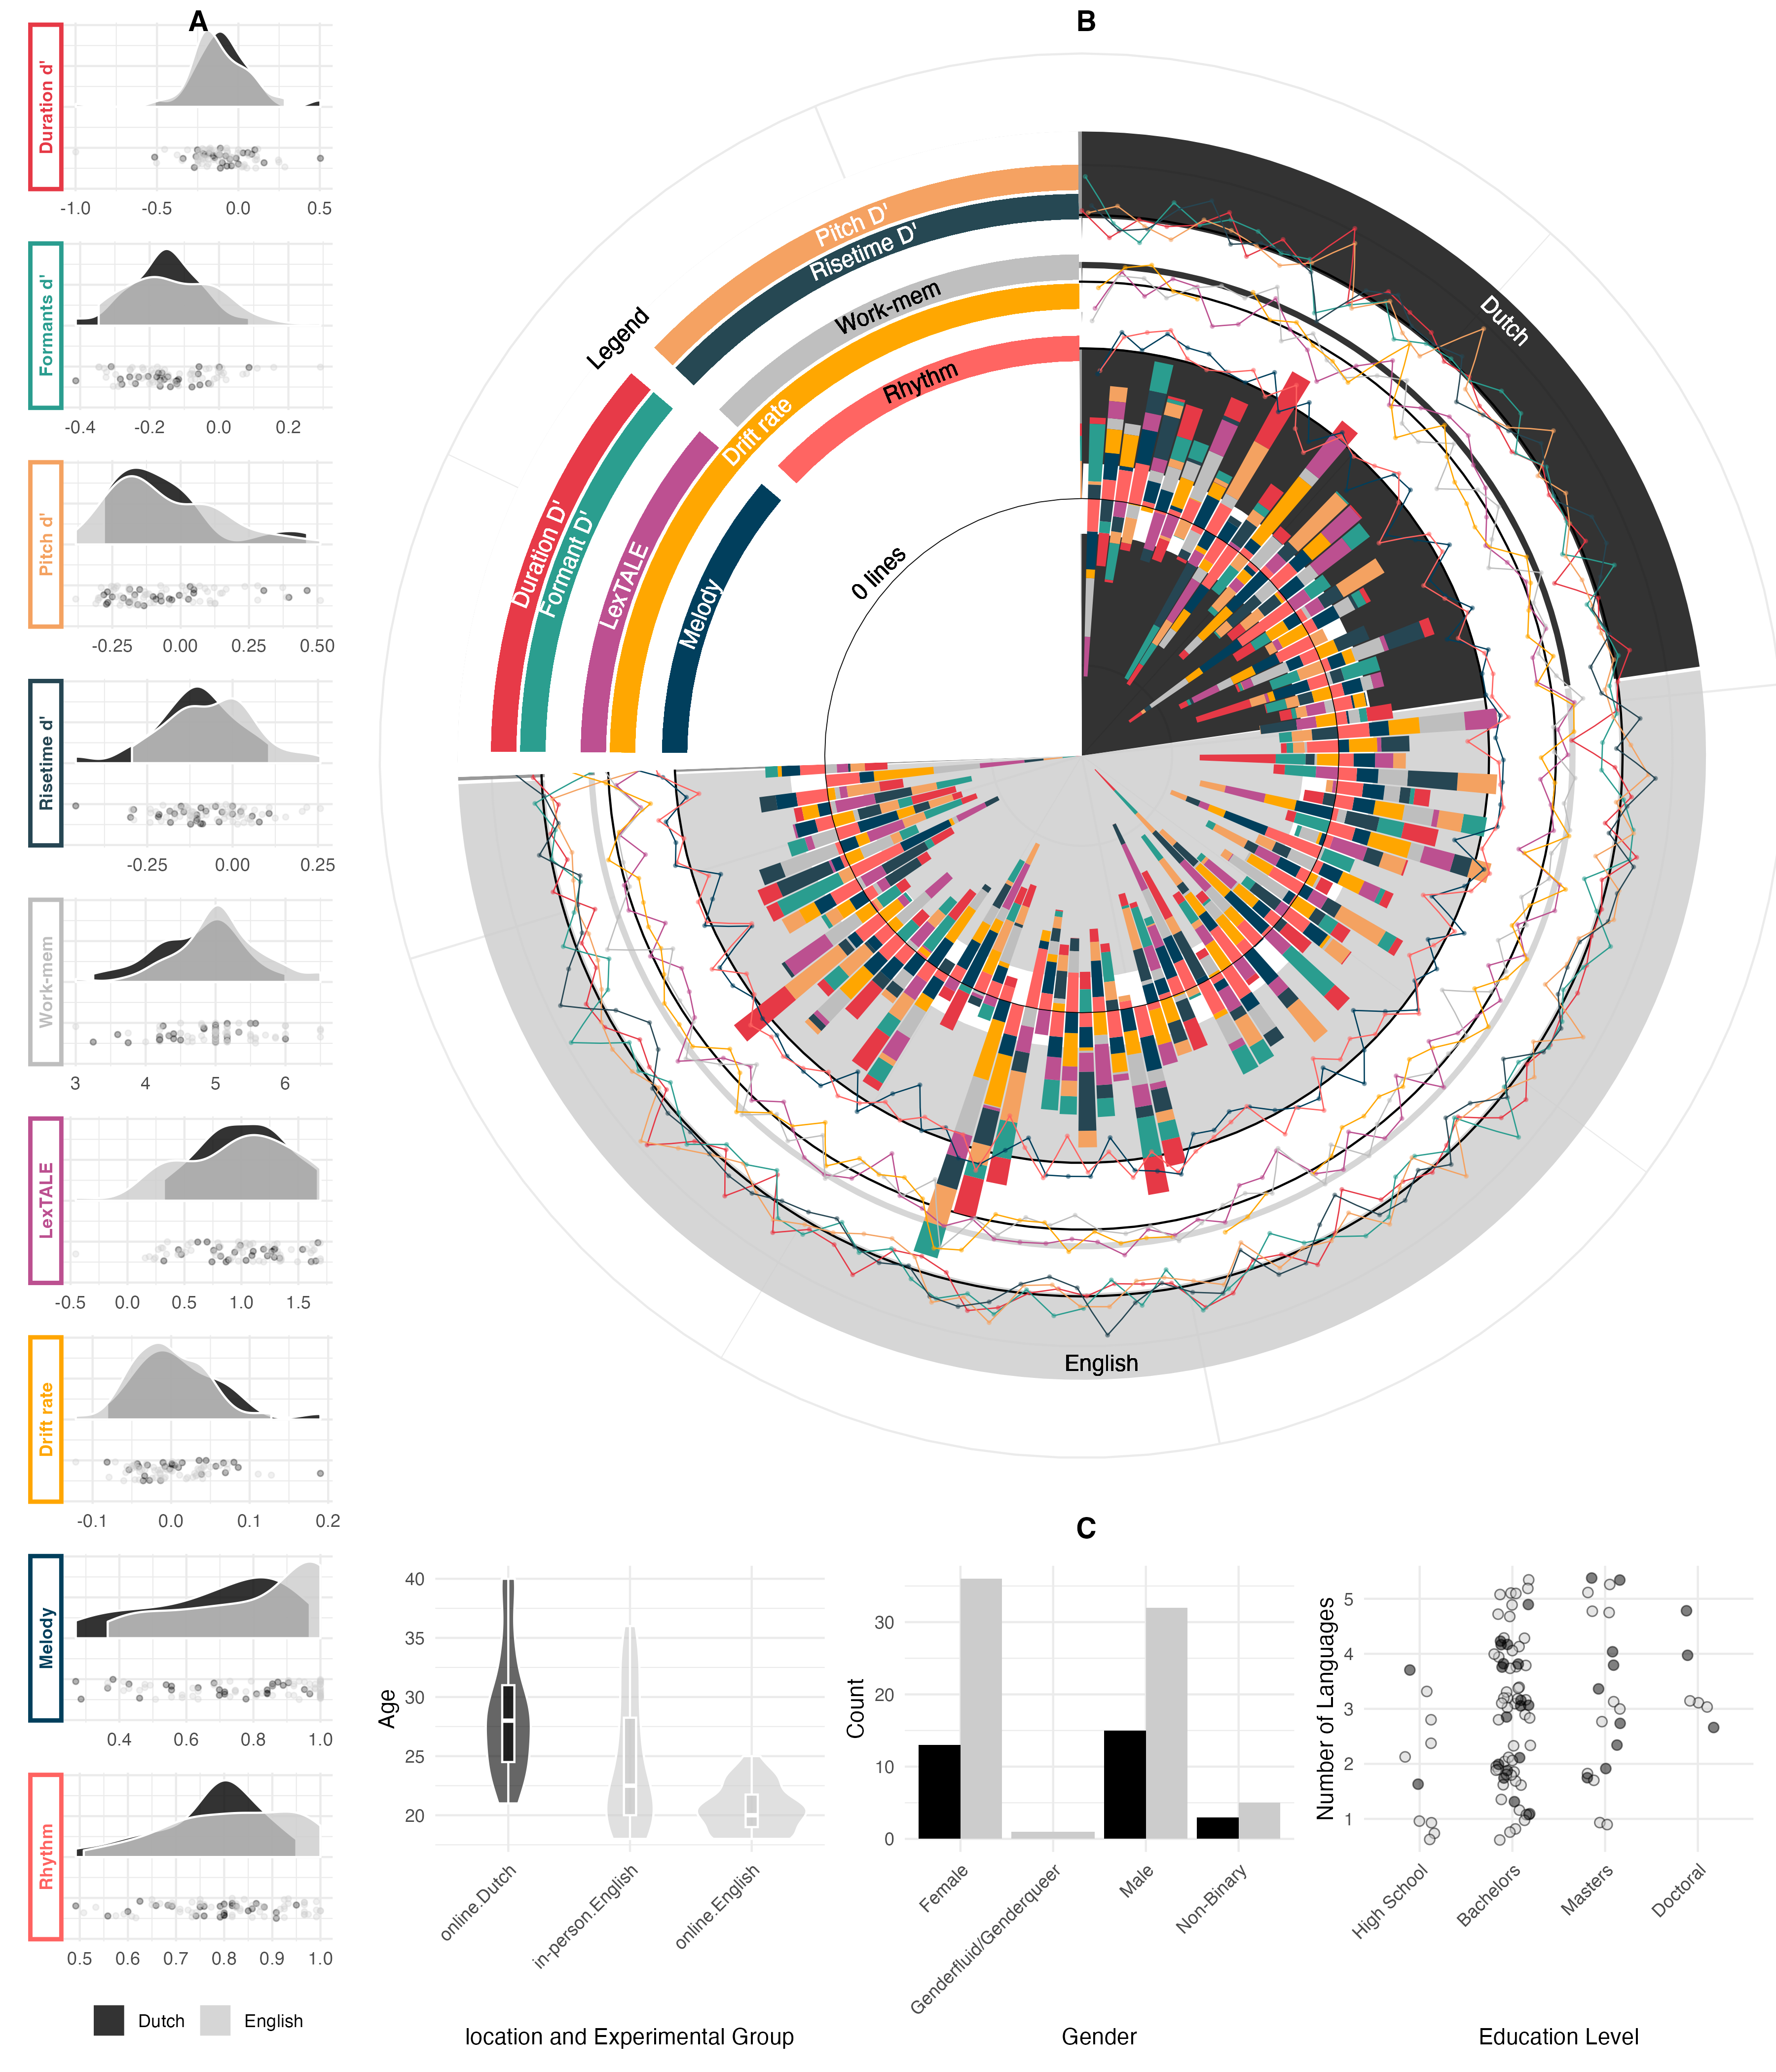 A
Duration d'
-1.0 -0.5 0.0 0.5
Formants d'
-0.4 -0.2 0.0 0.2
Pitch d'
-0.25 0.00 0.25 0.50
Risetime d'
-0.25 0.00 0.25
Work-mem
3 4 5 6
LexTALE
-0.5 0.0 0.5 1.0 1.5
Drift rate
-0.1 0.0 0.1 0.2
Melody
0.4 0.6 0.8 1.0
Rhythm
0.5 0.6 0.7 0.8 0.9 1.0
Dutch English
B
Legend
Pitch D'
Risetime D'
Work-mem
Drift rate
Rhythm
Duration D'
Formant D'
LexTALE
Melody
0 lines
Dutch
English
C
Age
40
35
30
25
20
online.Dutch
in-person.English
online.English
location and Experimental Group
Count
30
20
10
0
Female
Genderfluid/Genderqueer
Male
Non-Binary
Gender
Number of Languages
5
4
3
2
1
High School
Bachelors
Masters
Doctoral
Education Level